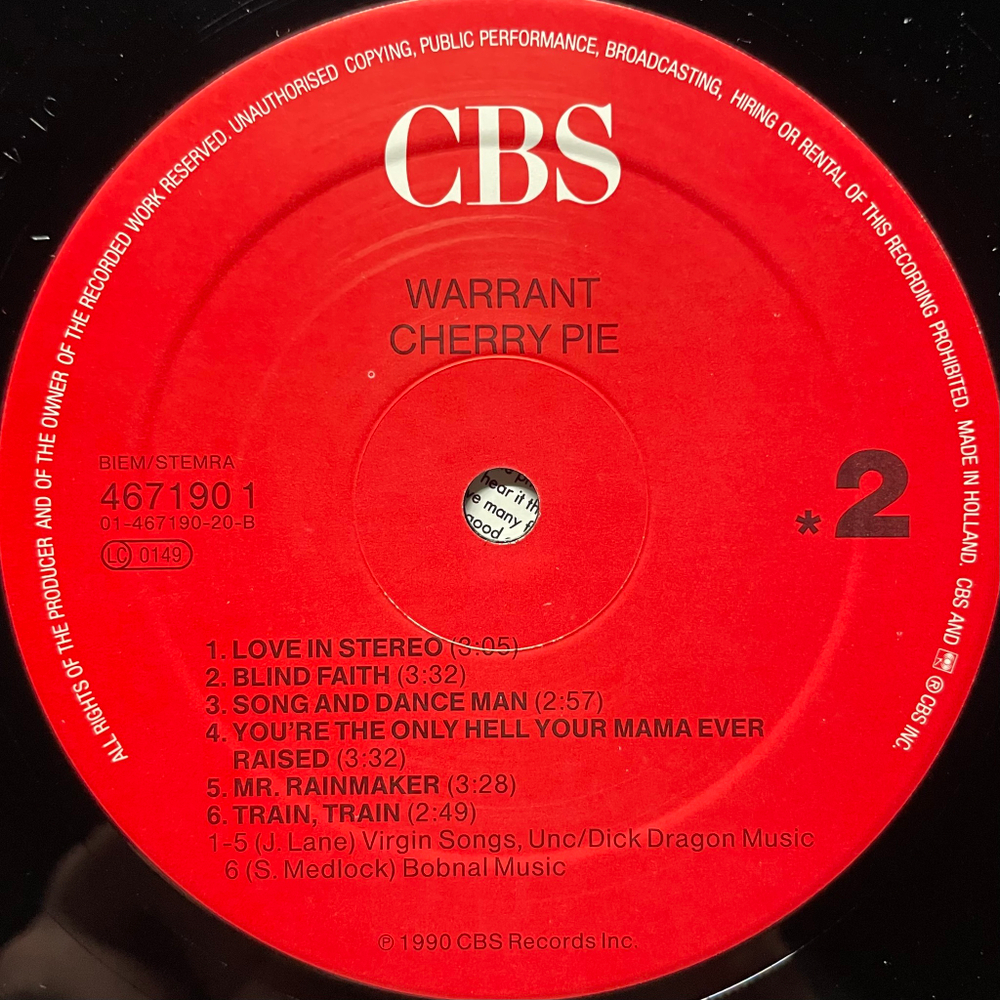 ALL RIGHTS OF THE PRODUCER AND OF THE OWNER OF THE RECORDED WORK RESERVED. UNAUTHORISED COPYING, PUBLIC PERFORMANCE, BROADCASTING, HIRING OR RENTAL OF THIS RECORDING PROHIBITED. MADE IN HOLLAND. CBS AND ® CBS INC.
CBS
WARRANT
CHERRY PIE
BIEM/STEMRA
467190 1
01-467190-20-B
LC 0149
*2
hear it
many
good
1. LOVE IN STEREO (3:05)
2. BLIND FAITH (3:32)
3. SONG AND DANCE MAN (2:57)
4. YOU'RE THE ONLY HELL YOUR MAMA EVER
RAISED (3:32)
5. MR. RAINMAKER (3:28)
6. TRAIN, TRAIN (2:49)
1-5 (J. Lane) Virgin Songs, Unc/Dick Dragon Music
6 (S. Medlock) Bobnal Music
℗ 1990 CBS Records Inc.